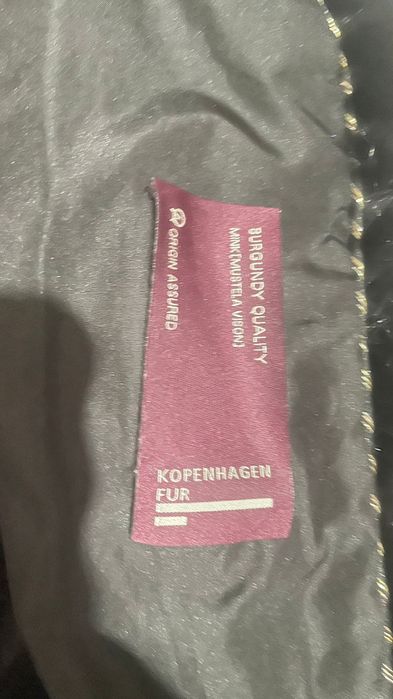 BURGUNDY QUALITY
MINK[MUSTELA VISON]
ORIGIN ASSURED
KOPENHAGEN
FUR